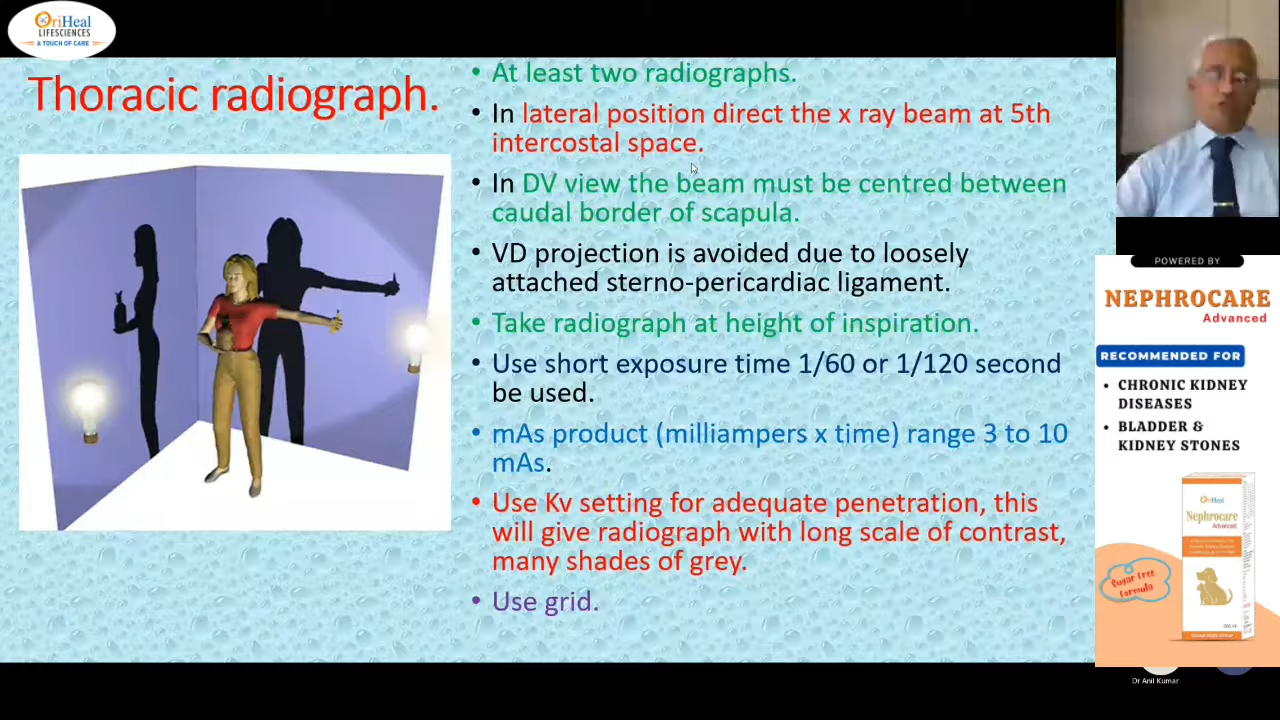 OriHeal
LIFESCIENCES
A TOUCH OF CARE
Thoracic radiograph.
• At least two radiographs.
• In lateral position direct the x ray beam at 5th
intercostal space.
• In DV view the beam must be centred between
caudal border of scapula.
• VD projection is avoided due to loosely
attached sterno-pericardiac ligament.
• Take radiograph at height of inspiration.
• Use short exposure time 1/60 or 1/120 second
be used.
• mAs product (milliampers x time) range 3 to 10
mAs.
• Use Kv setting for adequate penetration, this
will give radiograph with long scale of contrast,
many shades of grey.
• Use grid.
POWERED BY
NEPHROCARE
Advanced
RECOMMENDED FOR
• CHRONIC KIDNEY
DISEASES
• BLADDER &
KIDNEY STONES
OriHeal
Nephrocare
Advanced
Sugar Free
Formula
Dr Anil Kumar